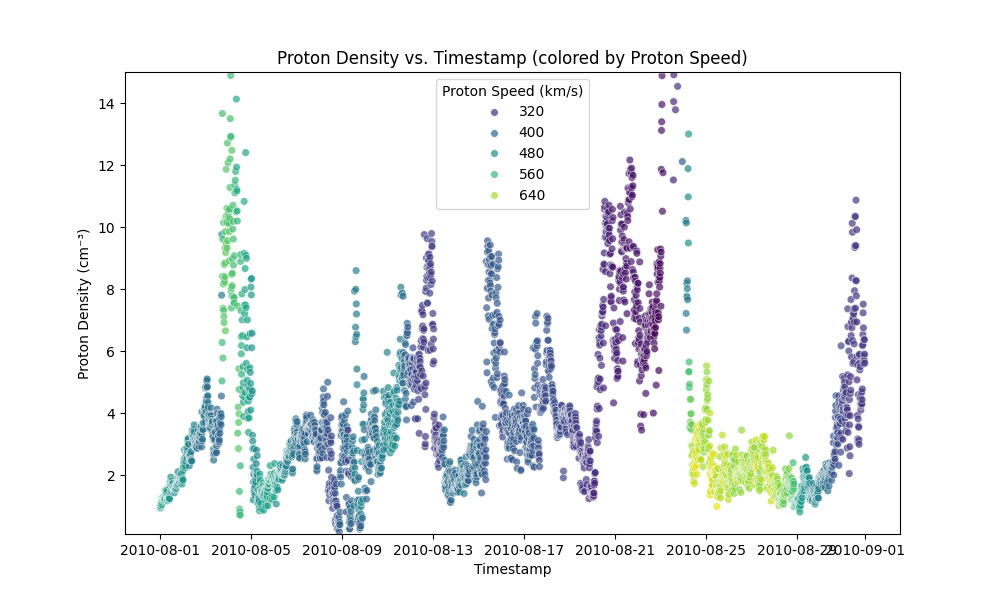 Proton Density vs. Timestamp (colored by Proton Speed)
Proton Speed (km/s)
320
400
480
560
640
14
12
10
8
6
4
2
Proton Density (cm⁻³)
2010-08-01 2010-08-05 2010-08-09 2010-08-13 2010-08-17 2010-08-21 2010-08-25 2010-08-29 2010-09-01
Timestamp